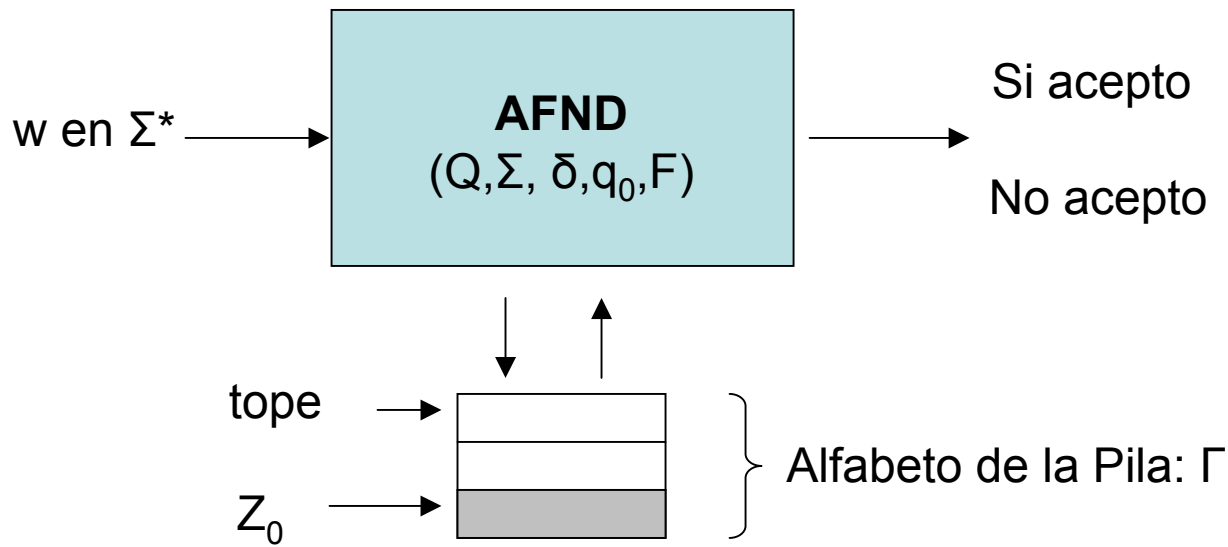 w en Σ*
AFND
(Q,Σ, δ,q₀,F)
Si acepto
No acepto
tope
Z₀
Alfabeto de la Pila: Γ